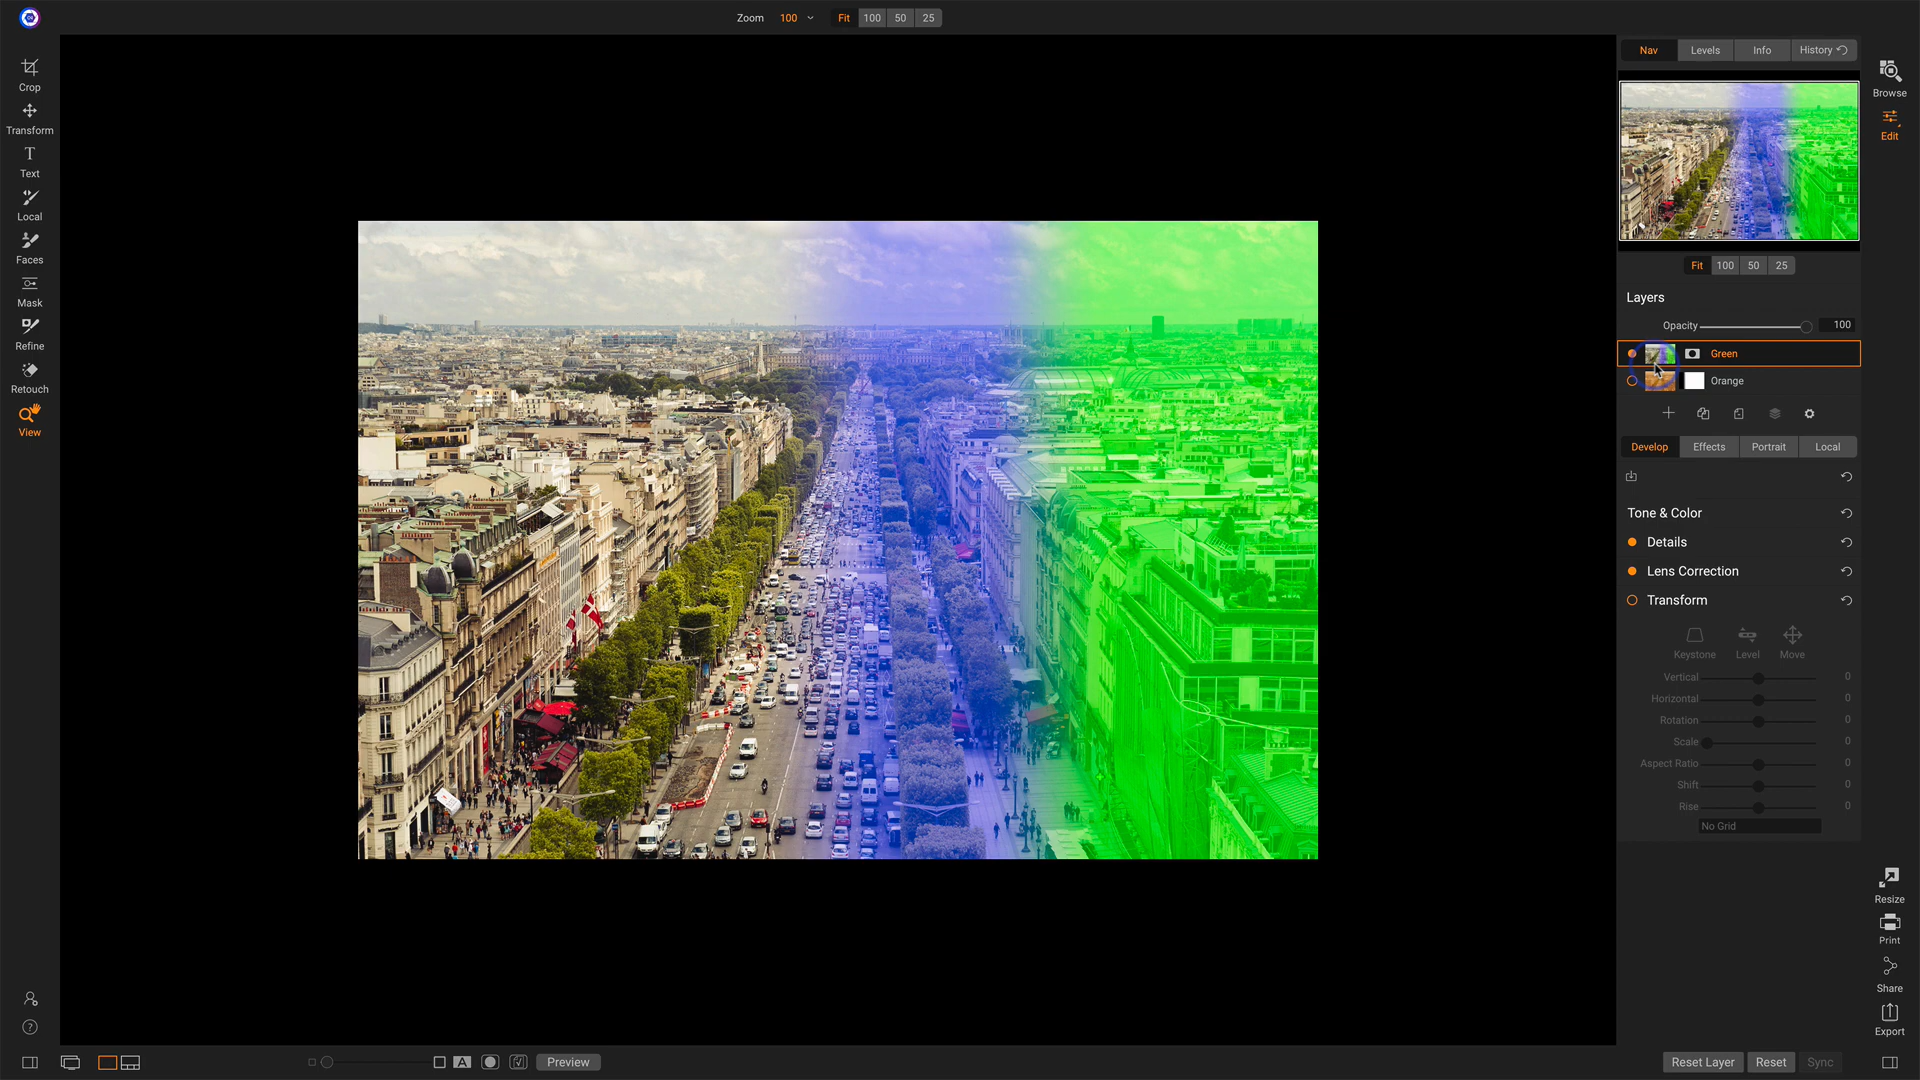 Zoom 100 Fit 100 50 25
Crop
Transform
Text
Local
Faces
Mask
Refine
Retouch
View
Nav Levels Info History
Browse
Edit
Fit 100 50 25
Layers
Opacity 100
Green
Orange
Develop Effects Portrait Local
Tone & Color
Details
Lens Correction
Transform
Keystone Level Move
Vertical 0
Horizontal 0
Rotation 0
Scale 0
Aspect Ratio 0
Shift 0
Rise 0
No Grid
Resize
Print
Share
Export
A Preview
Reset Layer Reset Sync